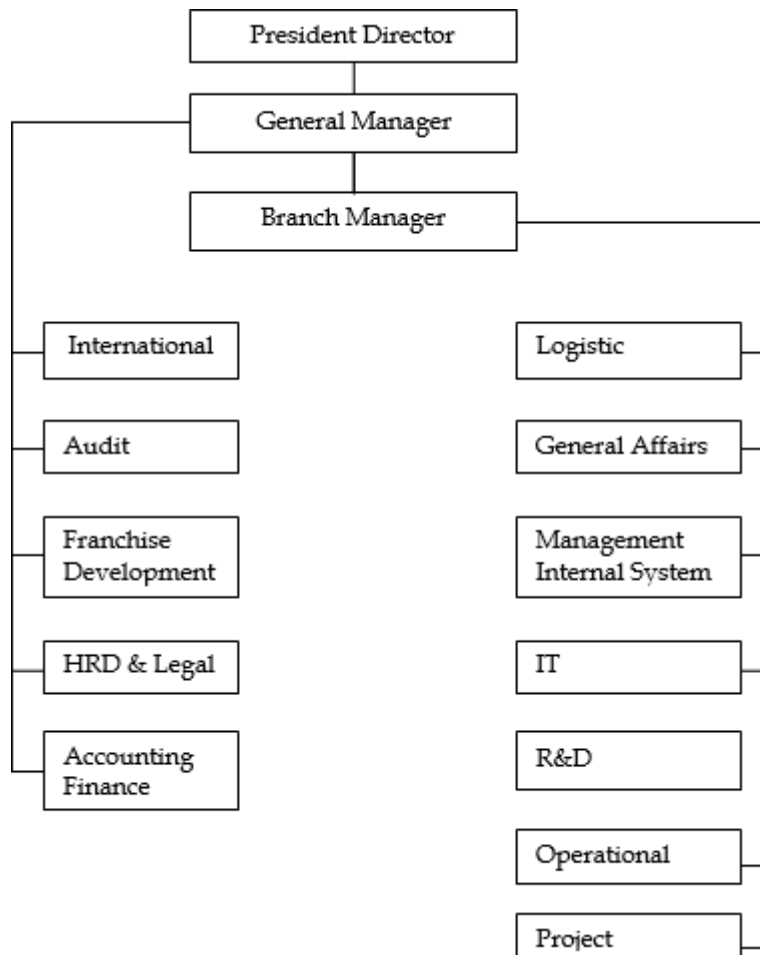 President Director
General Manager
Branch Manager
International
Audit
Franchise
Development
HRD & Legal
Accounting
Finance
Logistic
General Affairs
Management
Internal System
IT
R&D
Operational
Project